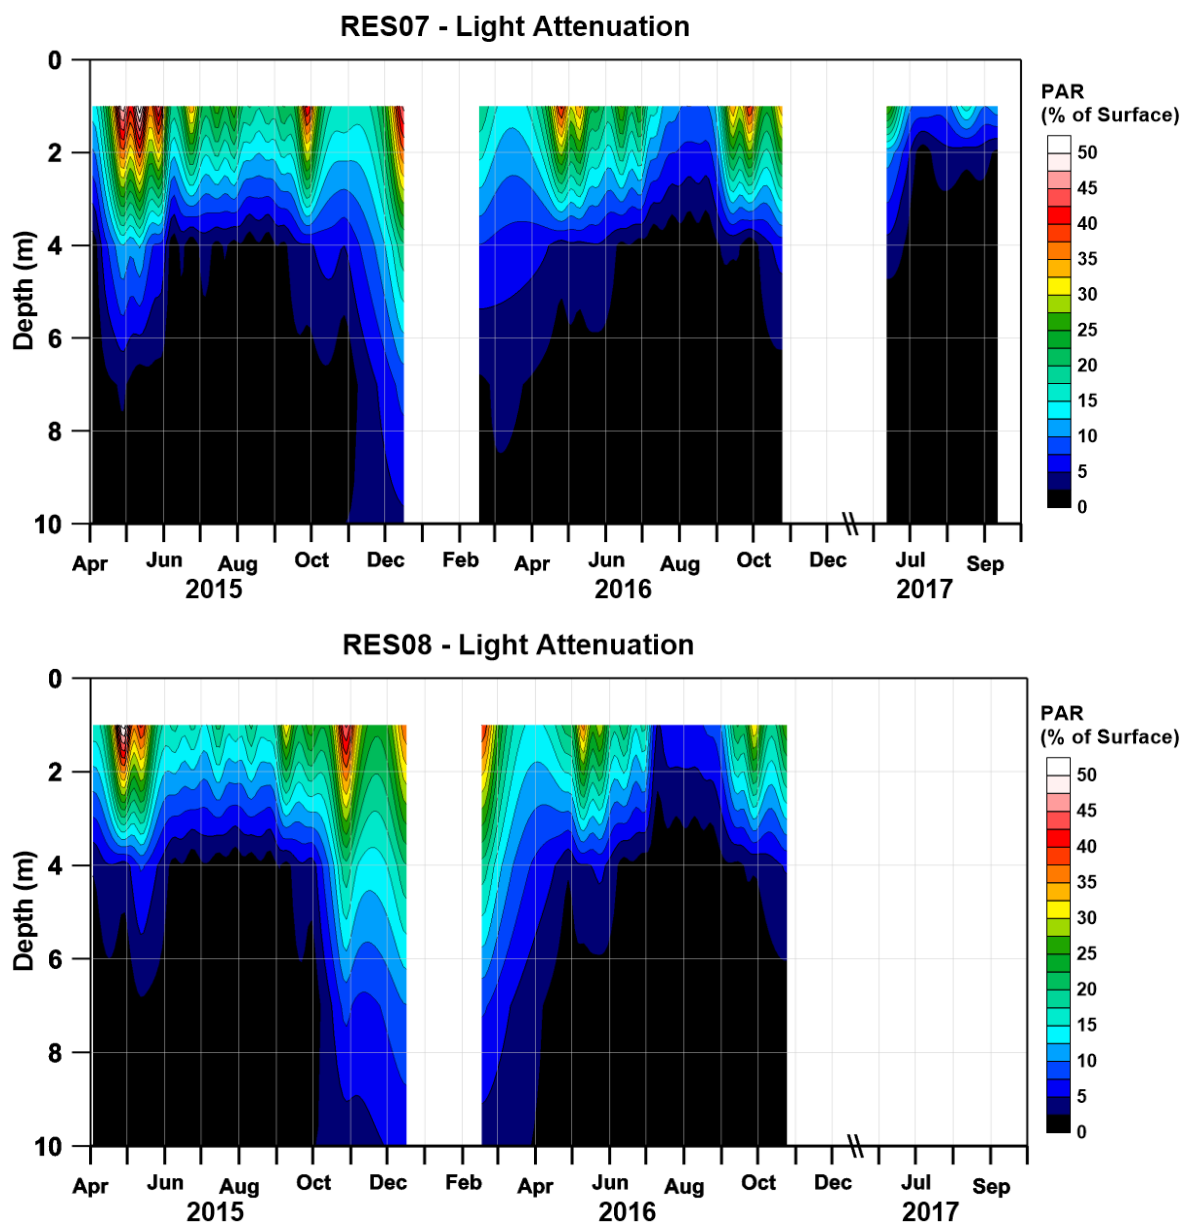 RES07 - Light Attenuation
PAR
(% of Surface)
0
2
4
6
8
10
Depth (m)
50
45
40
35
30
25
20
15
10
5
0
Apr Jun Aug Oct Dec Feb Apr Jun Aug Oct Dec Jul Sep
2015 2016 2017
RES08 - Light Attenuation
PAR
(% of Surface)
0
2
4
6
8
10
Depth (m)
50
45
40
35
30
25
20
15
10
5
0
Apr Jun Aug Oct Dec Feb Apr Jun Aug Oct Dec Jul Sep
2015 2016 2017